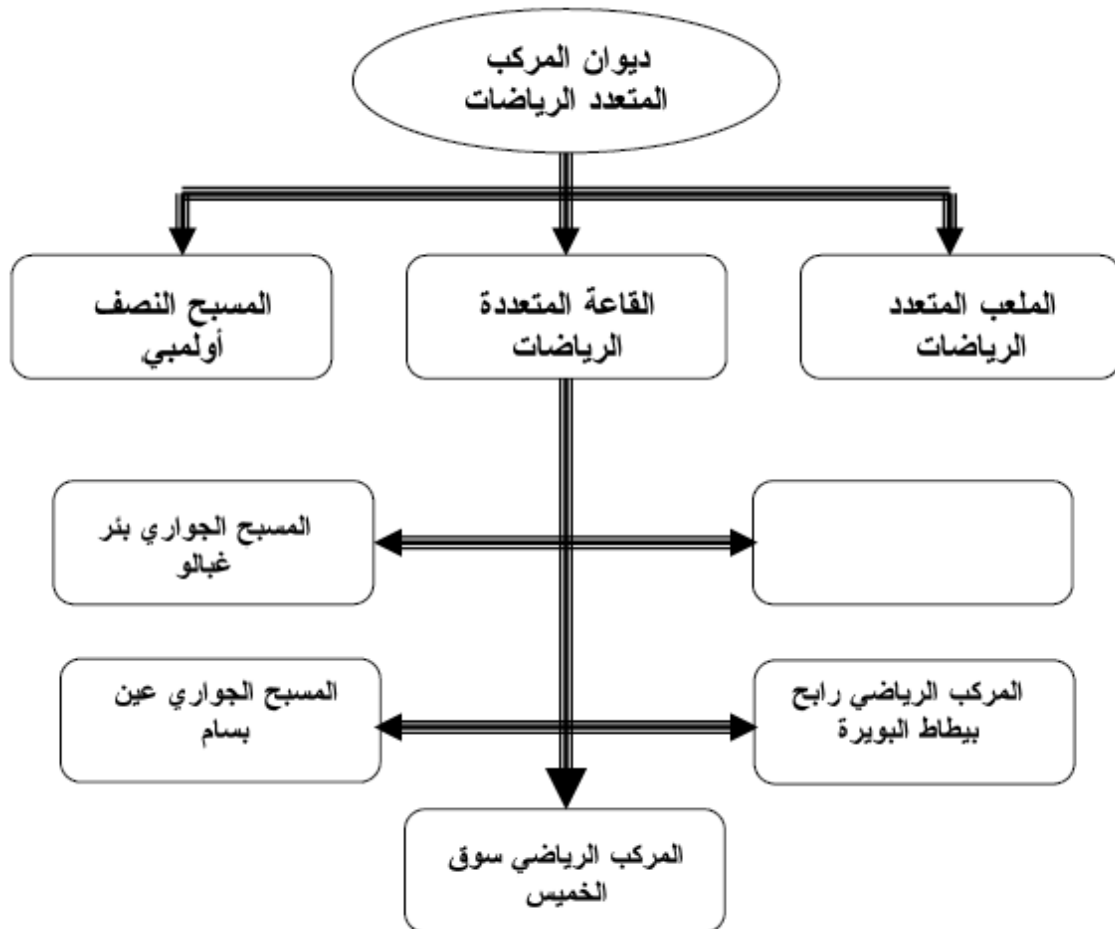 ديوان المركب
المتعدد الرياضات
الملعب المتعدد
الرياضات
القاعة المتعددة
الرياضات
المسبح النصف
أولمبي
المسبح الجواري بئر
غبالو
المركب الرياضي رابح
بيطاط البويرة
المسبح الجواري عين
بسام
المركب الرياضي سوق
الخميس